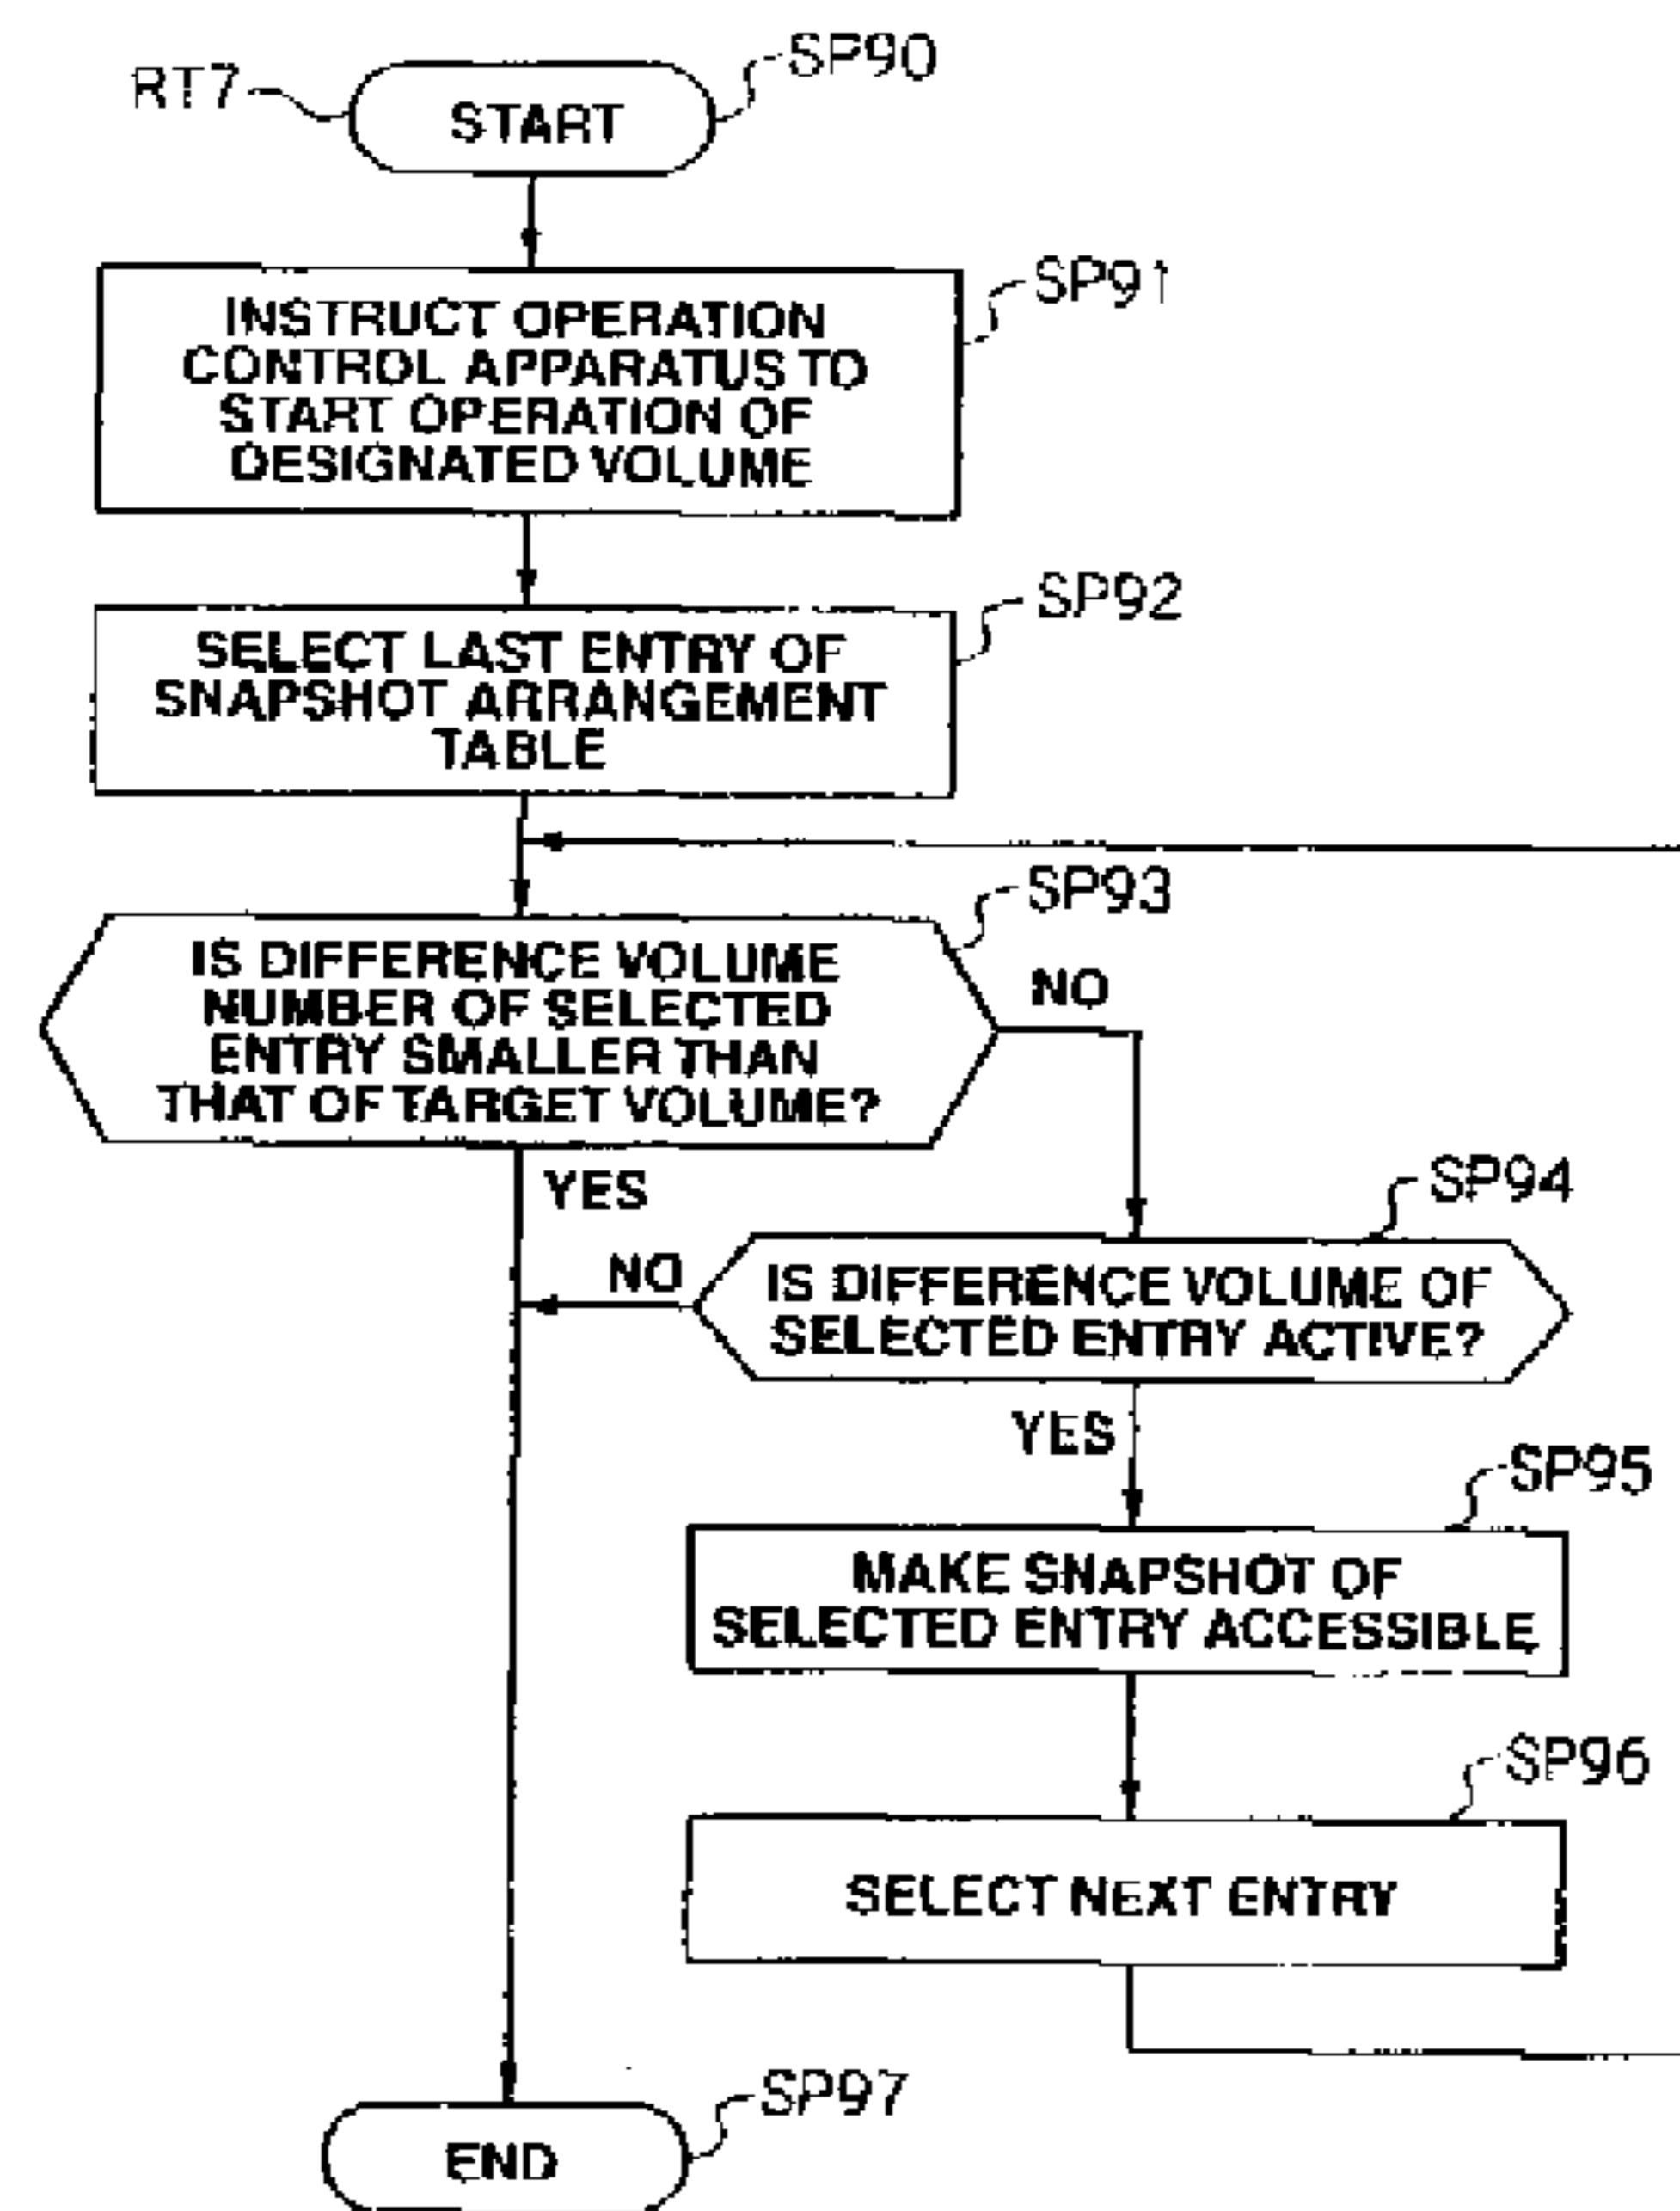 RT7
SP90
START
SP91
INSTRUCT OPERATION
CONTROL APPARATUS TO
START OPERATION OF
DESIGNATED VOLUME
SP92
SELECT LAST ENTRY OF
SNAPSHOT ARRANGEMENT
TABLE
SP93
IS DIFFERENCE VOLUME
NUMBER OF SELECTED
ENTRY SMALLER THAN
THAT OF TARGET VOLUME?
NO
YES
SP94
NO
IS DIFFERENCE VOLUME OF
SELECTED ENTRY ACTIVE?
YES
SP95
MAKE SNAPSHOT OF
SELECTED ENTRY ACCESSIBLE
SP96
SELECT NEXT ENTRY
SP97
END